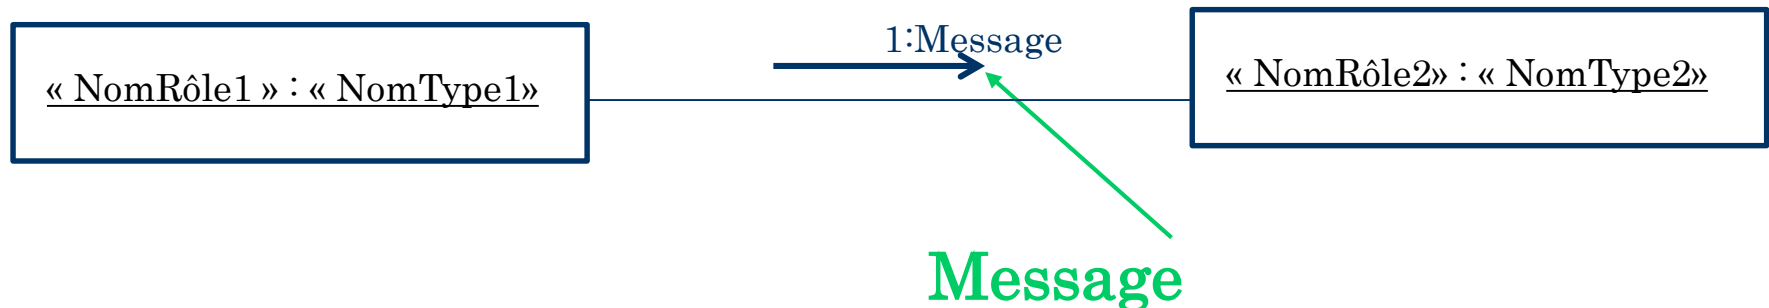 1:Message
« NomRôle1 » : « NomType1»
« NomRôle2» : « NomType2»
Message